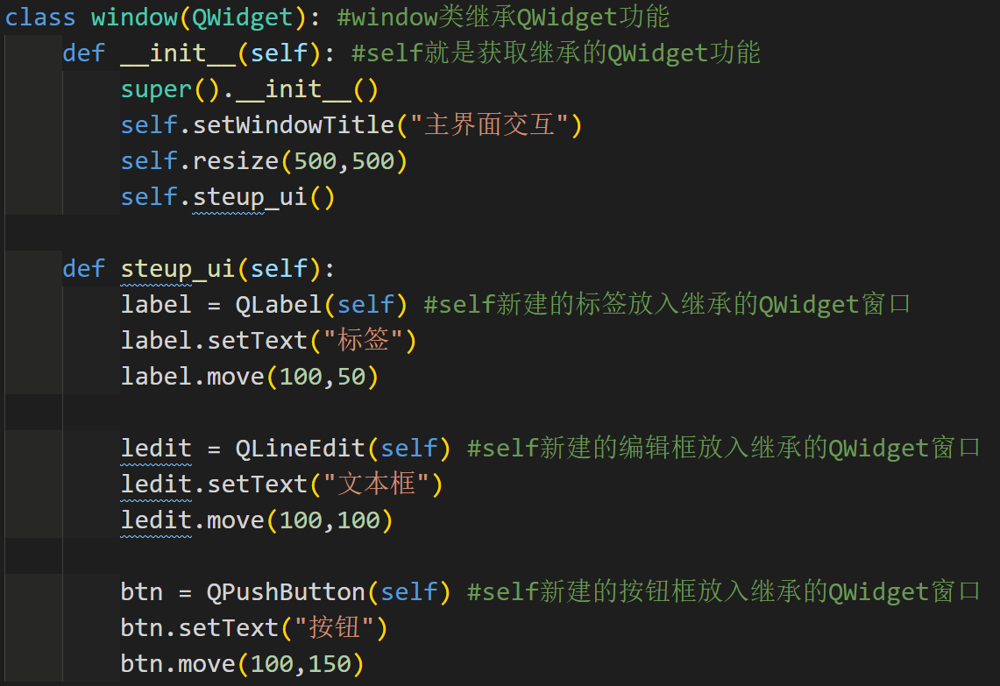 class window(QWidget): #window类继承QWidget功能
def __init__(self): #self就是获取继承的QWidget功能
super().__init__()
self.setWindowTitle("主界面交互")
self.resize(500,500)
self.steup_ui()
def steup_ui(self):
label = QLabel(self) #self新建的标签放入继承的QWidget窗口
label.setText("标签")
label.move(100,50)
ledit = QLineEdit(self) #self新建的编辑框放入继承的QWidget窗口
ledit.setText("文本框")
ledit.move(100,100)
btn = QPushButton(self) #self新建的按钮框放入继承的QWidget窗口
btn.setText("按钮")
btn.move(100,150)